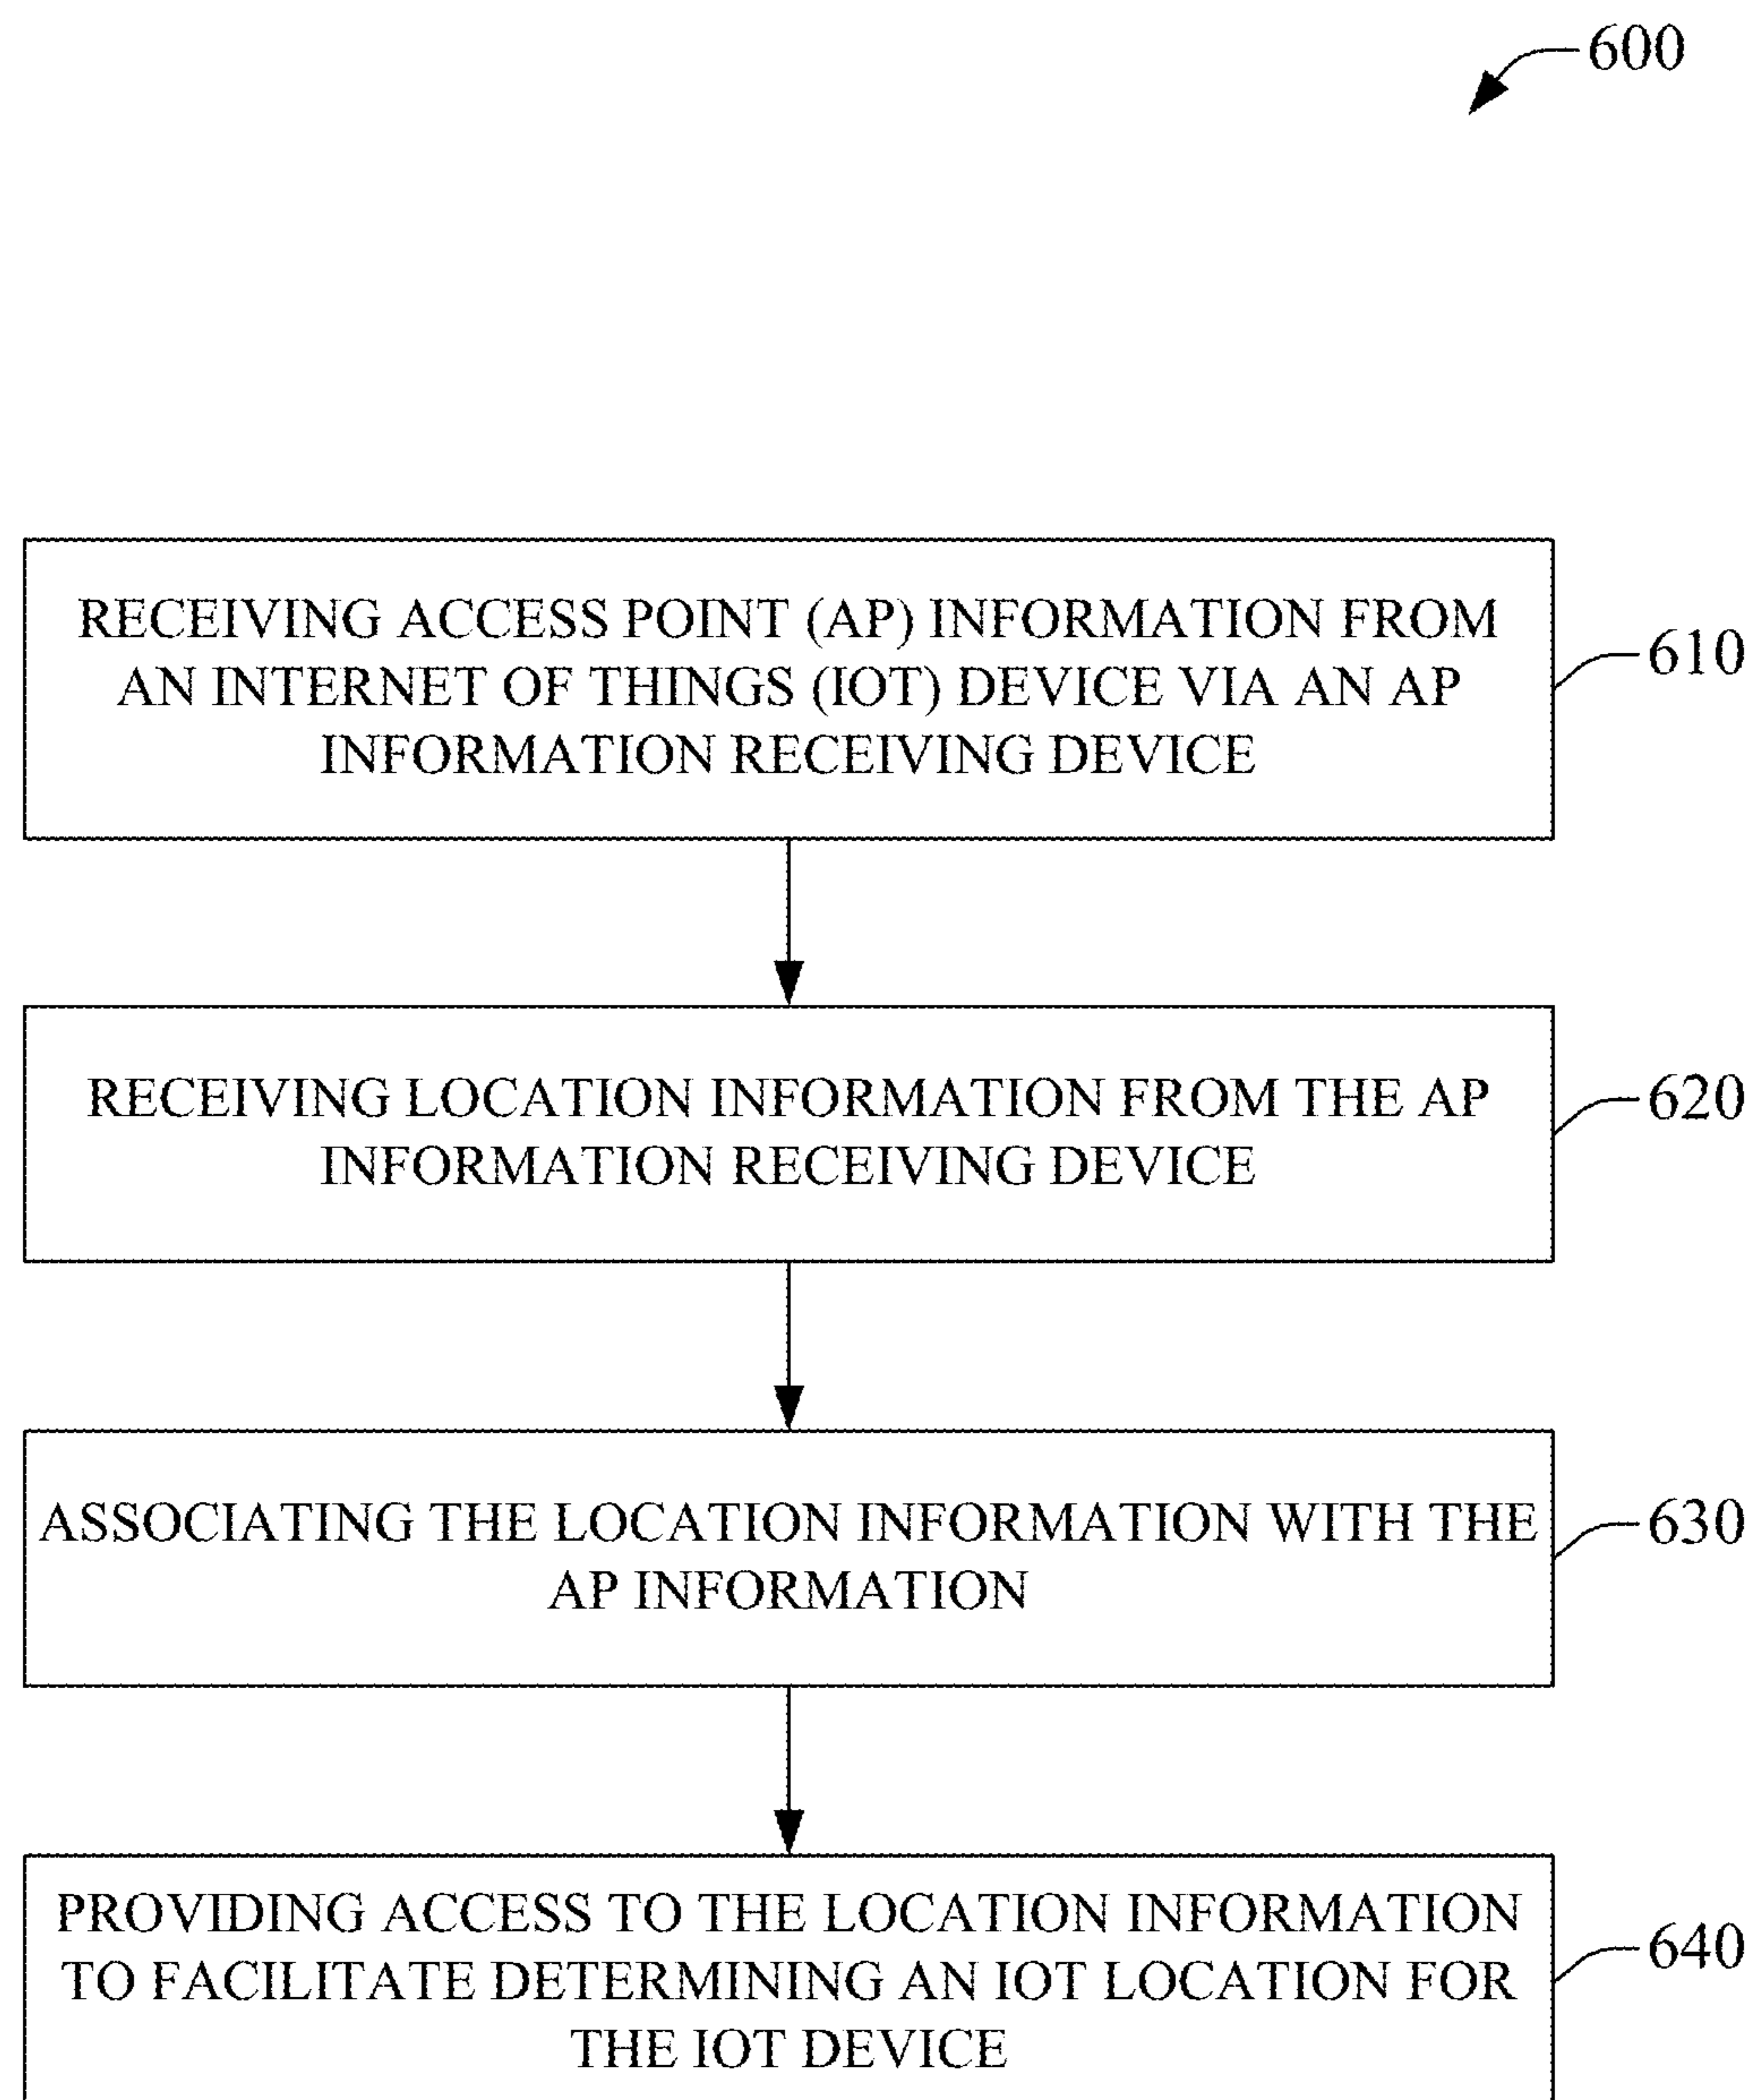 600
RECEIVING ACCESS POINT (AP) INFORMATION FROM
AN INTERNET OF THINGS (IOT) DEVICE VIA AN AP
INFORMATION RECEIVING DEVICE
610
RECEIVING LOCATION INFORMATION FROM THE AP
INFORMATION RECEIVING DEVICE
620
ASSOCIATING THE LOCATION INFORMATION WITH THE
AP INFORMATION
630
PROVIDING ACCESS TO THE LOCATION INFORMATION
TO FACILITATE DETERMINING AN IOT LOCATION FOR
THE IOT DEVICE
640